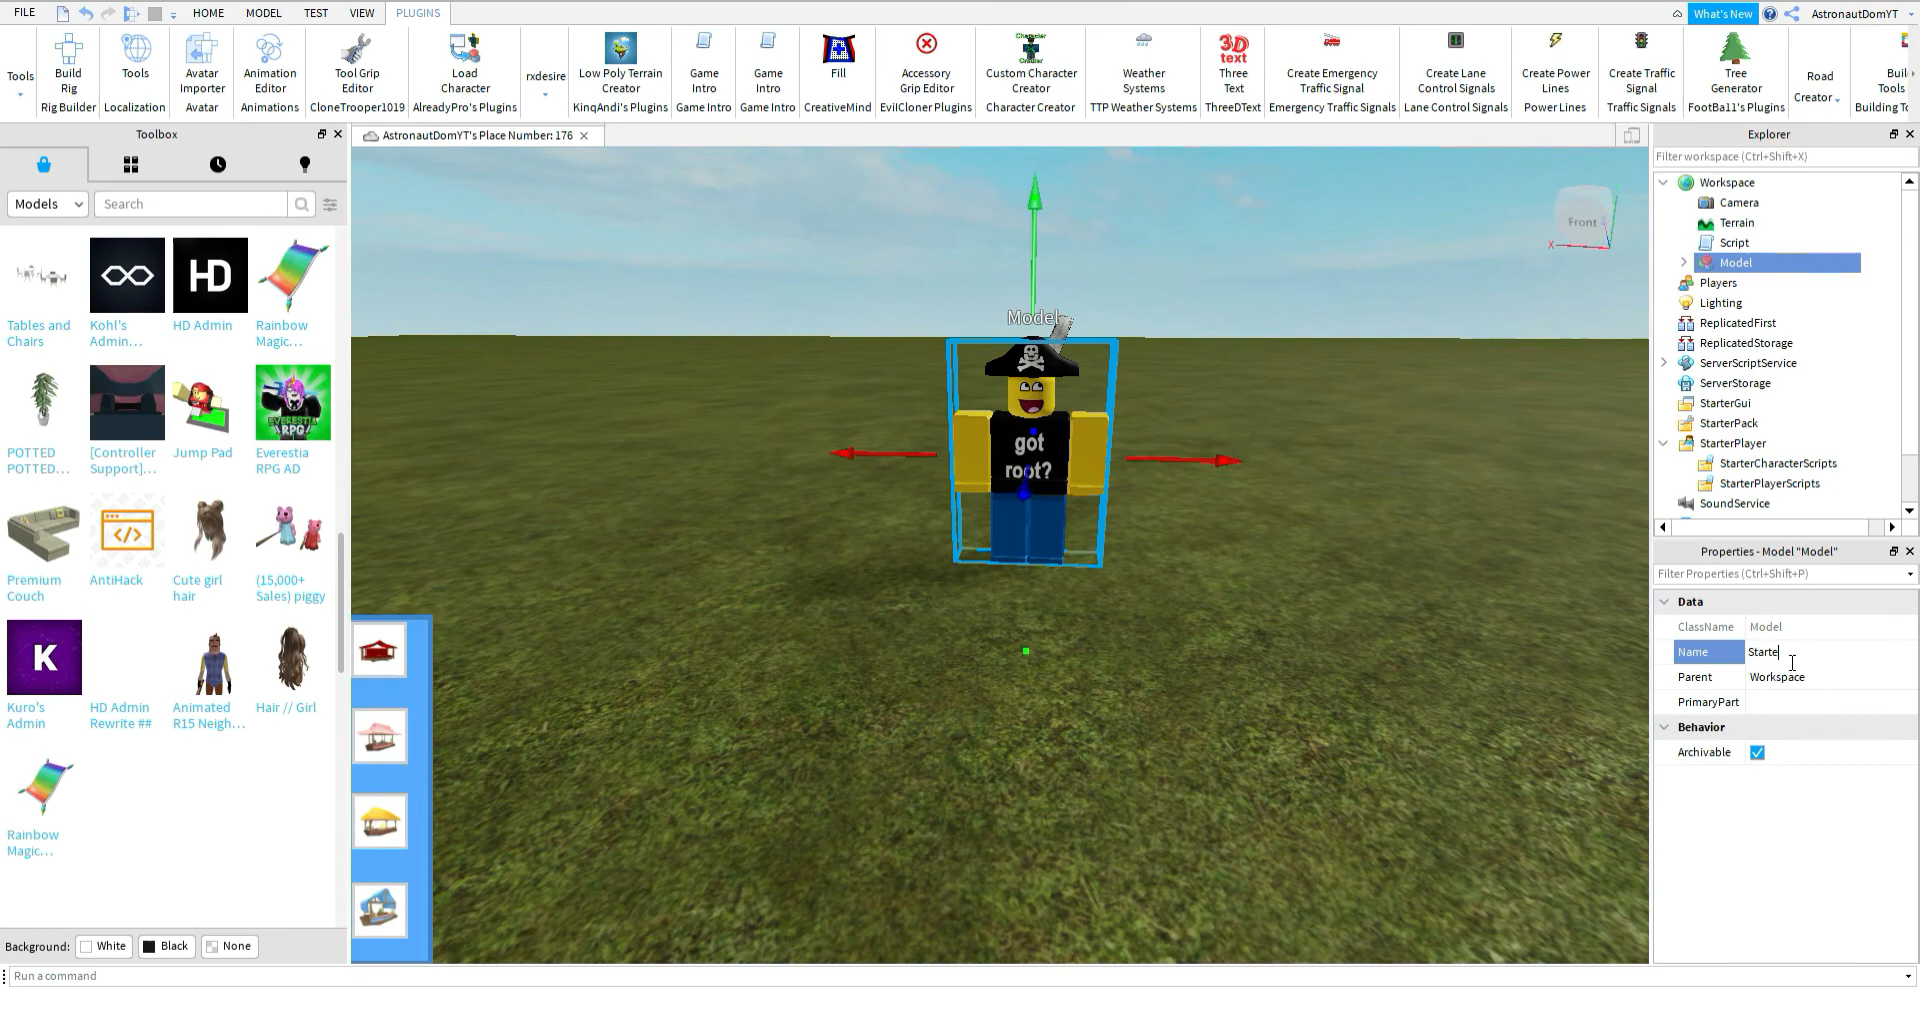 FILE HOME MODEL TEST VIEW PLUGINS What's New AstronautDomYT
Tools
Build Rig
Rig Builder
Tools
Localization
Avatar Importer
Avatar
Animation Editor
Animations
Tool Grip Editor
CloneTrooper1019
Load Character
AlreadyPro's Plugins
rxdesire
Low Poly Terrain Creator
KinqAndi's Plugins
Game Intro
Game Intro
Game Intro
Game Intro
Fill
CreativeMind
Accessory Grip Editor
EvilCloner Plugins
Custom Character Creator
Character Creator
Weather Systems
TTP Weather Systems
3D text
Three Text
ThreeDText
Create Emergency Traffic Signal
Emergency Traffic Signals
Create Lane Control Signals
Lane Control Signals
Create Power Lines
Power Lines
Create Traffic Signal
Traffic Signals
Tree Generator
FootBa11's Plugins
Road Creator
Buil
Tools
Building To
Toolbox
Models Search
Tables and Chairs
Kohl's Admin...
HD
HD Admin
Rainbow Magic...
POTTED POTTED...
[Controller Support]...
Jump Pad
EVERESTIA RPG
Everestia RPG AD
Premium Couch
AntiHack
Cute girl hair
(15,000+ Sales) piggy
K
Kuro's Admin
HD Admin Rewrite ##
Animated R15 Neigh...
Hair // Girl
Rainbow Magic...
Background: White Black None
Run a command
AstronautDomYT's Place Number: 176
Front
X
Model
got
root?
Explorer
Filter workspace (Ctrl+Shift+X)
Workspace
Camera
Terrain
Script
Model
Players
Lighting
ReplicatedFirst
ReplicatedStorage
ServerScriptService
ServerStorage
StarterGui
StarterPack
StarterPlayer
StarterCharacterScripts
StarterPlayerScripts
SoundService
Properties - Model "Model"
Filter Properties (Ctrl+Shift+P)
Data
ClassName Model
Name Starte
Parent Workspace
PrimaryPart
Behavior
Archivable